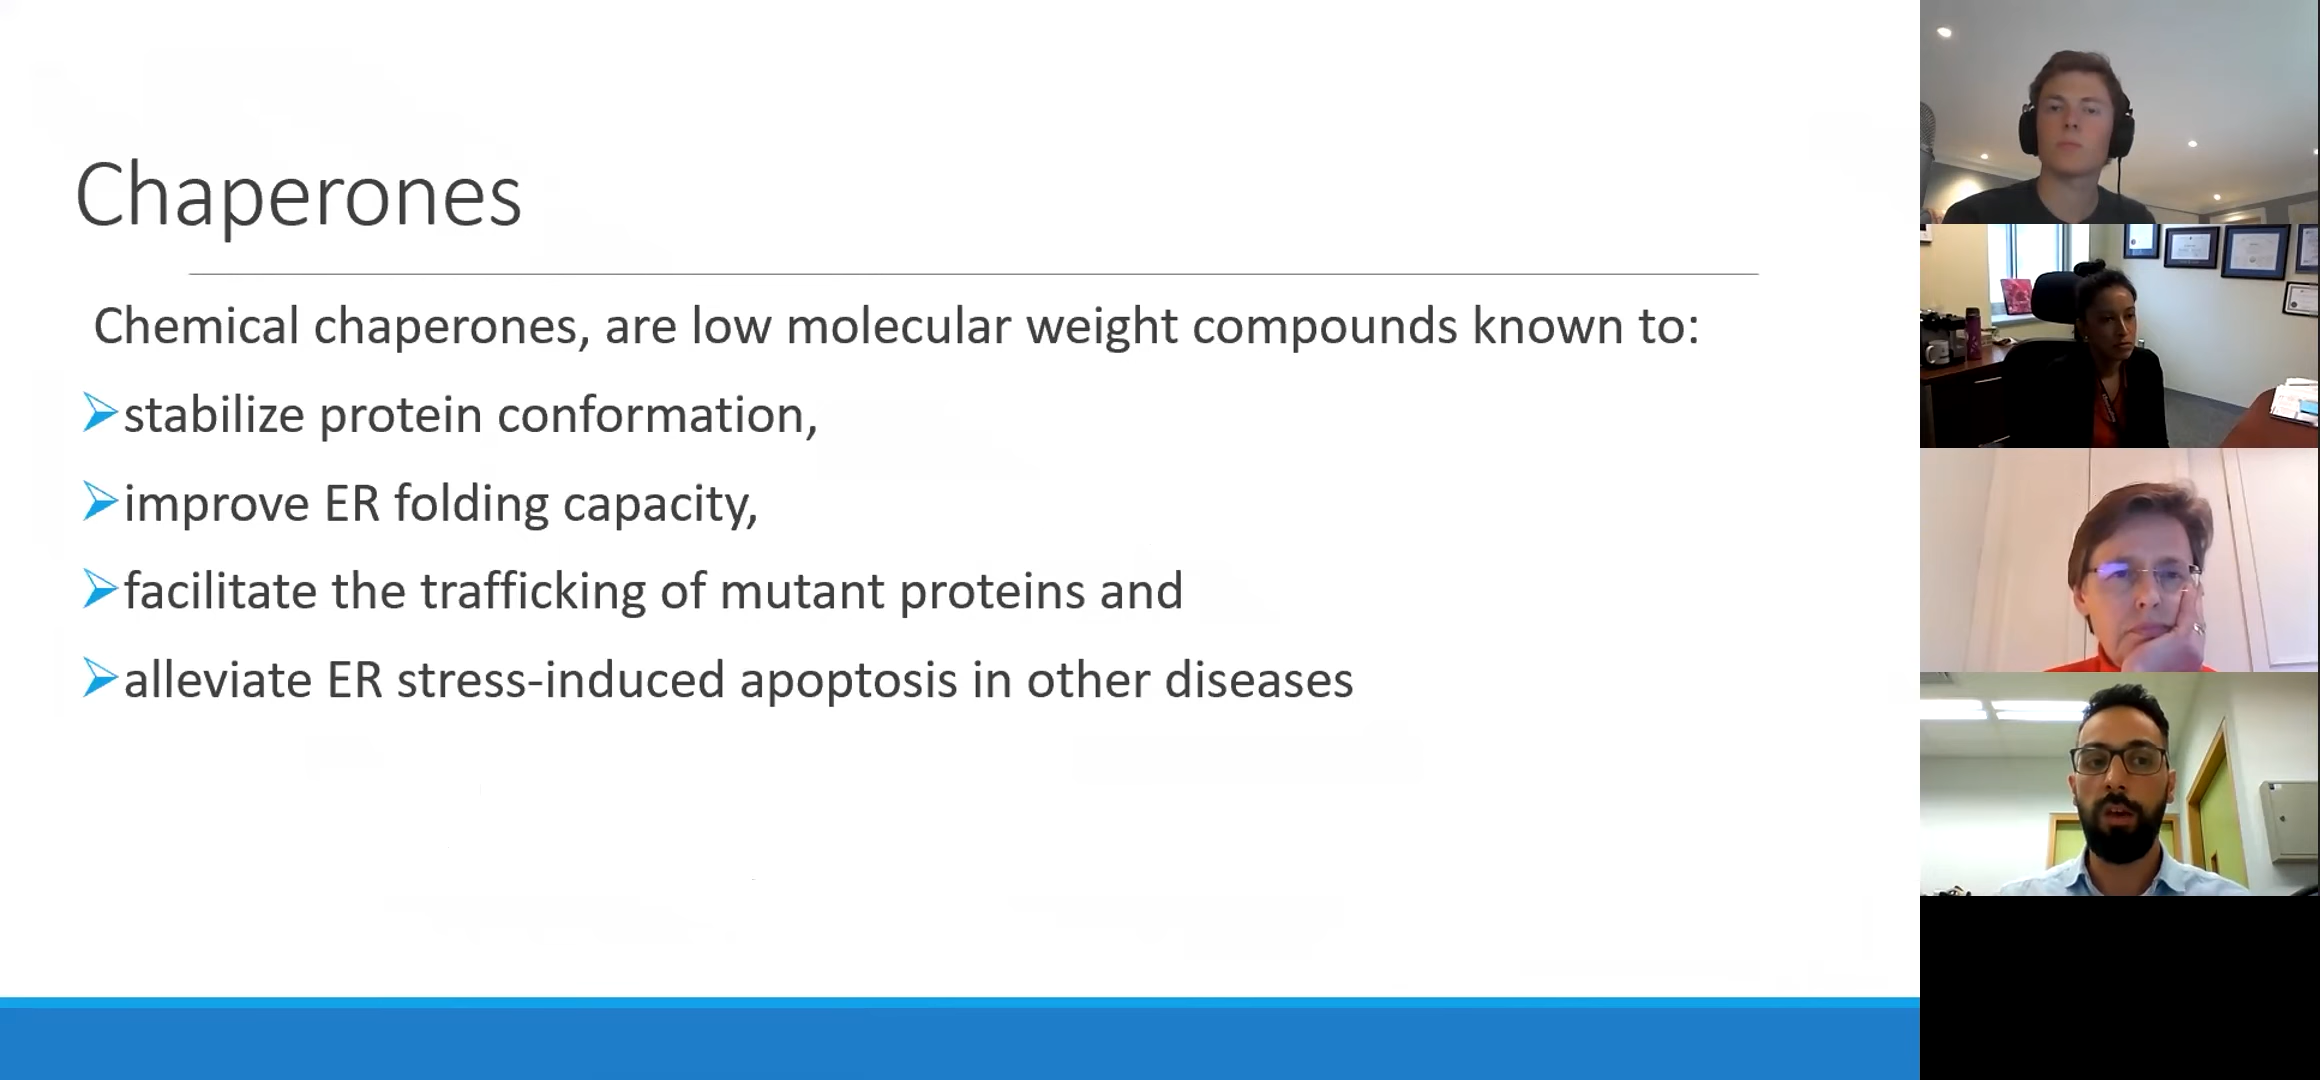 Chaperones
Chemical chaperones, are low molecular weight compounds known to:
stabilize protein conformation,
improve ER folding capacity,
facilitate the trafficking of mutant proteins and
alleviate ER stress-induced apoptosis in other diseases